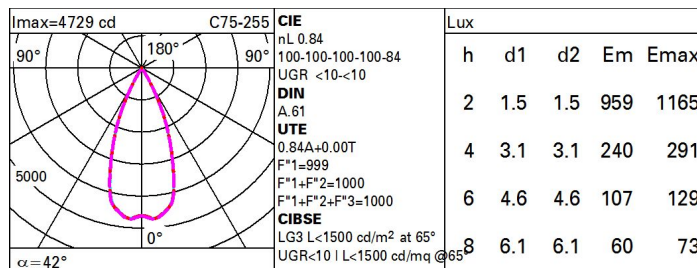 Imax=4729 cd C75-255
90° 180° 90°
5000
0°
α=42°
CIE
nL 0.84
100-100-100-100-84
UGR <10-<10
DIN
A.61
UTE
0.84A+0.00T
F"1=999
F"1+F"2=1000
F"1+F"2+F"3=1000
CIBSE
LG3 L<1500 cd/m² at 65°
UGR<10 | L<1500 cd/mq @65°
Lux
h d1 d2 Em Emax
2 1.5 1.5 959 1165
4 3.1 3.1 240 291
6 4.6 4.6 107 129
8 6.1 6.1 60 73